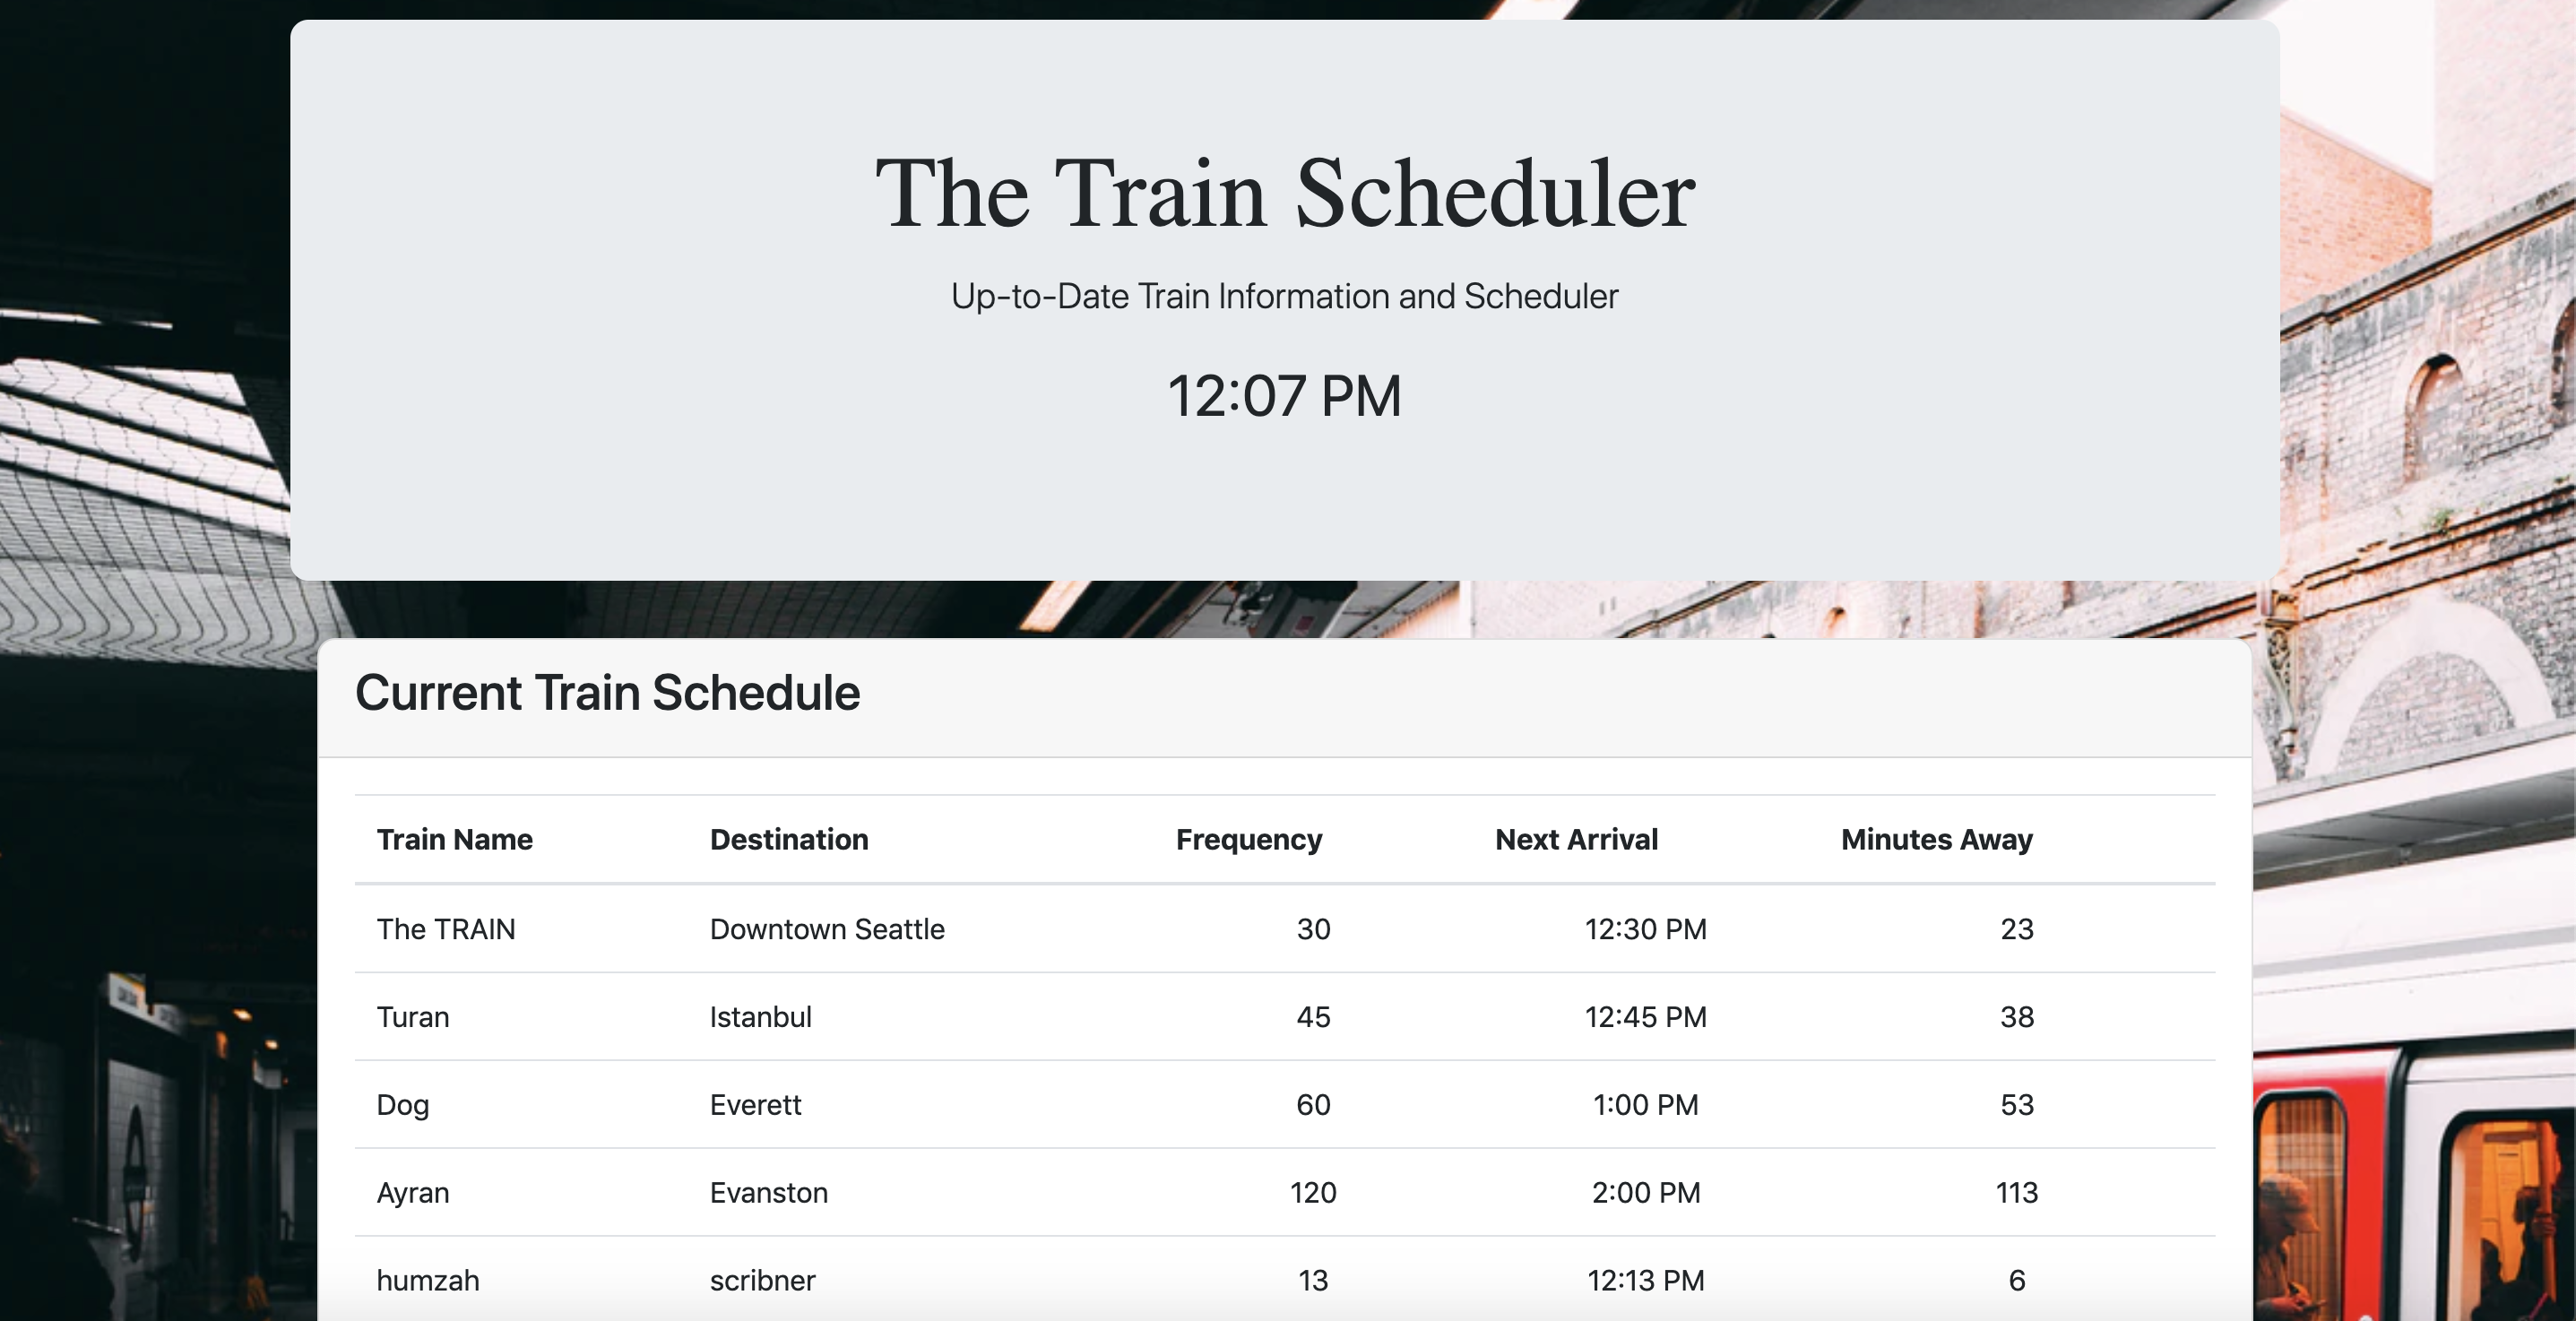 The Train Scheduler
Up-to-Date Train Information and Scheduler
12:07 PM
Current Train Schedule
Train Name Destination Frequency Next Arrival Minutes Away
The TRAIN Downtown Seattle 30 12:30 PM 23
Turan Istanbul 45 12:45 PM 38
Dog Everett 60 1:00 PM 53
Ayran Evanston 120 2:00 PM 113
humzah scribner 13 12:13 PM 6